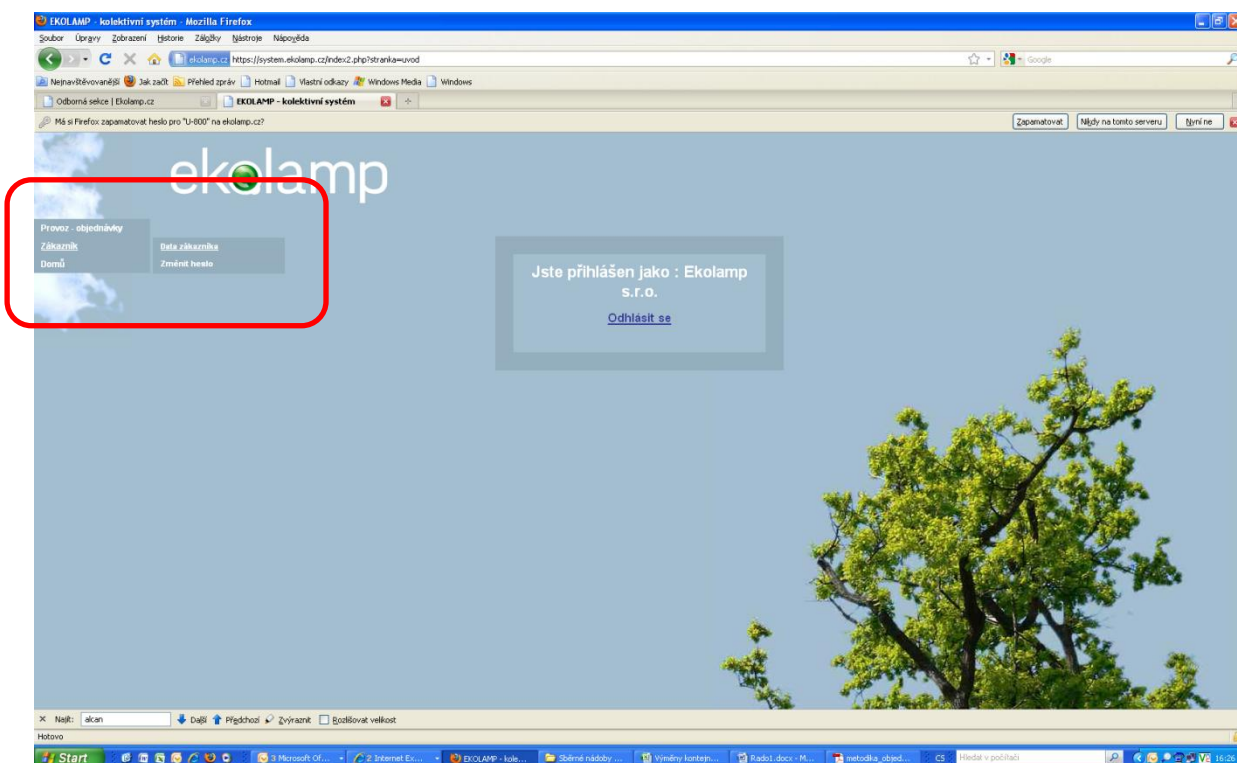 EKOLAMP - kolektivní systém - Mozilla Firefox
Soubor Úpravy Zobrazení Historie Záložky Nástroje Nápověda
ekolamp.cz https://system.ekolamp.cz/index2.php?stranka=uvod
Google
Nejnavštěvovanější Jak začít Přehled zpráv Hotmail Vlastní odkazy Windows Media Windows
Odborná sekce | Ekolamp.cz EKOLAMP - kolektivní systém
Má si Firefox zapamatovat heslo pro "U-800" na ekolamp.cz? Zapamatovat Nikdy na tomto serveru Nyní ne
ekolamp
Provoz - objednávky
Zákazník Data zákazníka
Domů Změnit heslo
Jste přihlášen jako : Ekolamp
s.r.o.
Odhlásit se
Najít: alcan Další Předchozí Zvýraznit Rozlišovat velikost
Hotovo
Start 3 Microsoft Of... 2 Internet Ex... EKOLAMP - kole... Sběrné nádoby ... Výměny kontejn... Rado1.docx - M... metodika_objed... CS Hledat v počítači 16:26